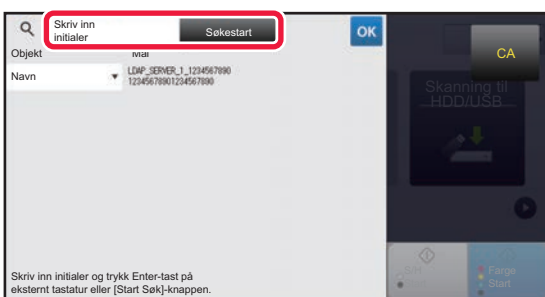 Skriv inn
initialer
Søkestart
OK
CA
Objekt
Mål
Navn
LDAP_SERVER_1_1234567890
12345678901234567890
Skanning til
HDD/USB
Skriv inn initialer og trykk Enter-tast på
eksternt tastatur eller [Start Søk]-knappen.
Farge
Start